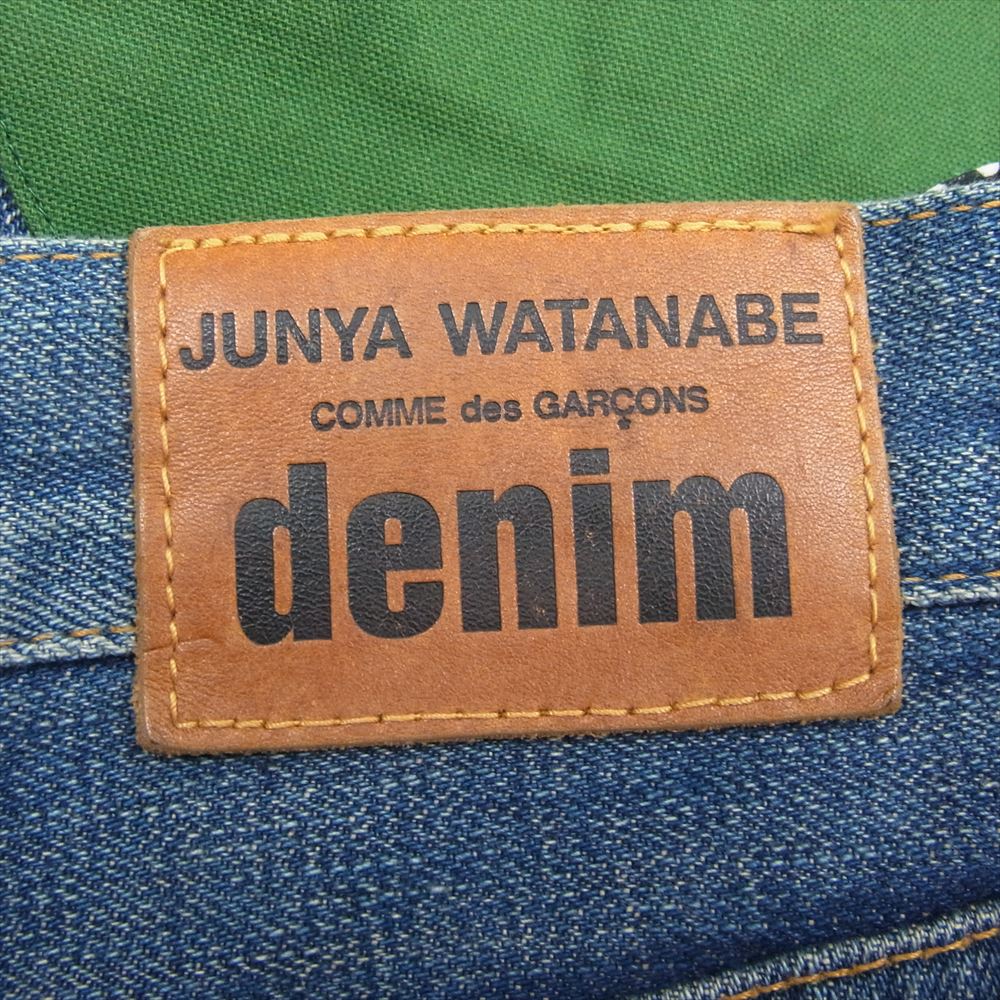 JUNYA WATANABE
COMME des GARÇONS
denim